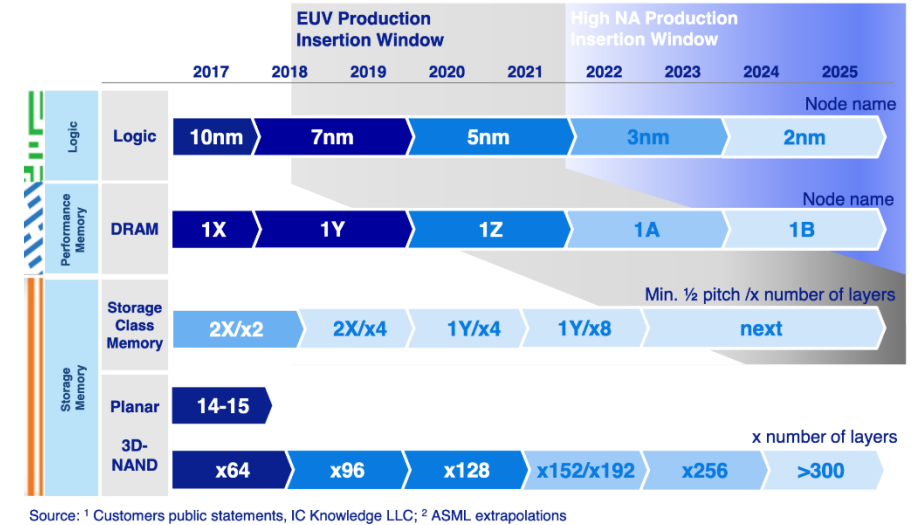 EUV Production
Insertion Window
High NA Production
Insertion Window
2017 2018 2019 2020 2021 2022 2023 2024 2025
Node name
Logic
Logic
10nm 7nm 5nm 3nm 2nm
Node name
Performance
Memory
DRAM
1X 1Y 1Z 1A 1B
Min. ½ pitch /x number of layers
Storage
Class
Memory
2X/x2 2X/x4 1Y/x4 1Y/x8 next
Storage
Memory
Planar
14-15
x number of layers
3D-
NAND
x64 x96 x128 x152/x192 x256 >300
Source: ¹ Customers public statements, IC Knowledge LLC; ² ASML extrapolations